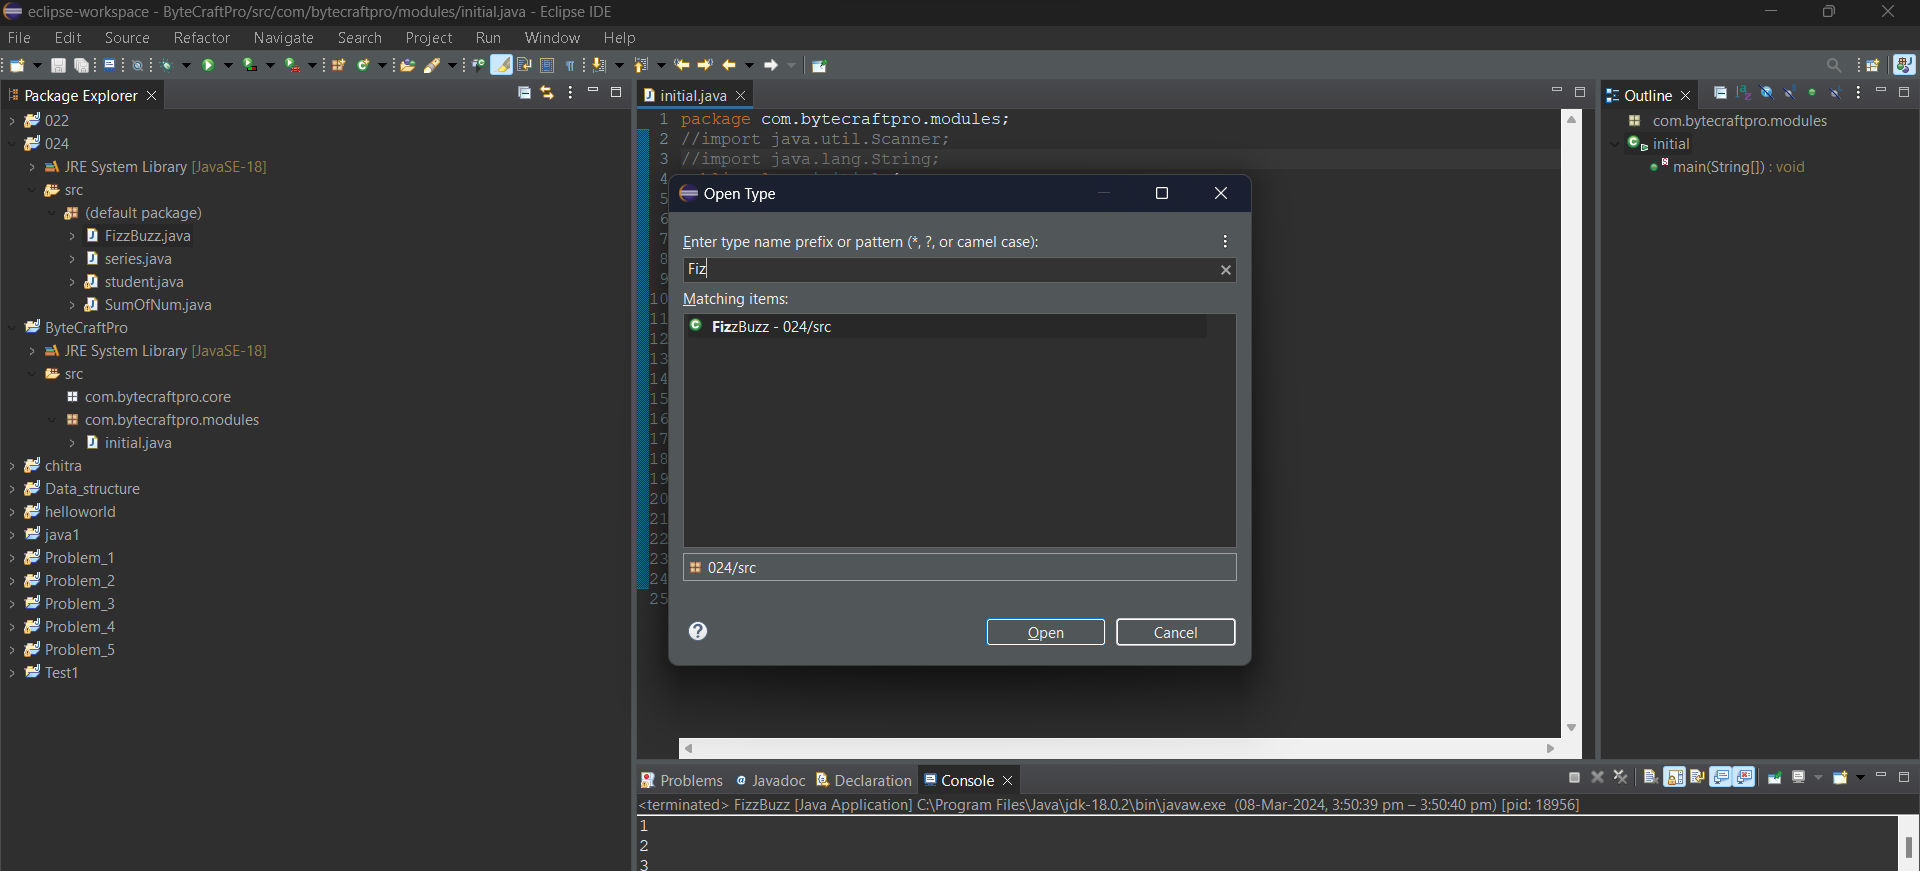 eclipse-workspace - ByteCraftPro/src/com/bytecraftpro/modules/initial.java - Eclipse IDE
File Edit Source Refactor Navigate Search Project Run Window Help
Package Explorer
022
024
JRE System Library [JavaSE-18]
src
(default package)
FizzBuzz.java
series.java
student.java
SumOfNum.java
ByteCraftPro
JRE System Library [JavaSE-18]
src
com.bytecraftpro.core
com.bytecraftpro.modules
initial.java
chitra
Data_structure
helloworld
java1
Problem_1
Problem_2
Problem_3
Problem_4
Problem_5
Test1
initial.java
1 package com.bytecraftpro.modules;
2 //import java.util.Scanner;
3 //import java.lang.String;
4
5
6
7
8
9
10
11
12
13
14
15
16
17
18
19
20
21
22
23
24
25
Open Type
Enter type name prefix or pattern (*, ?, or camel case):
Fiz
Matching items:
FizzBuzz - 024/src
024/src
Open Cancel
Outline
com.bytecraftpro.modules
initial
main(String[]) : void
Problems @ Javadoc Declaration Console
<terminated> FizzBuzz [Java Application] C:\Program Files\Java\jdk-18.0.2\bin\javaw.exe (08-Mar-2024, 3:50:39 pm – 3:50:40 pm) [pid: 18956]
1
2
3